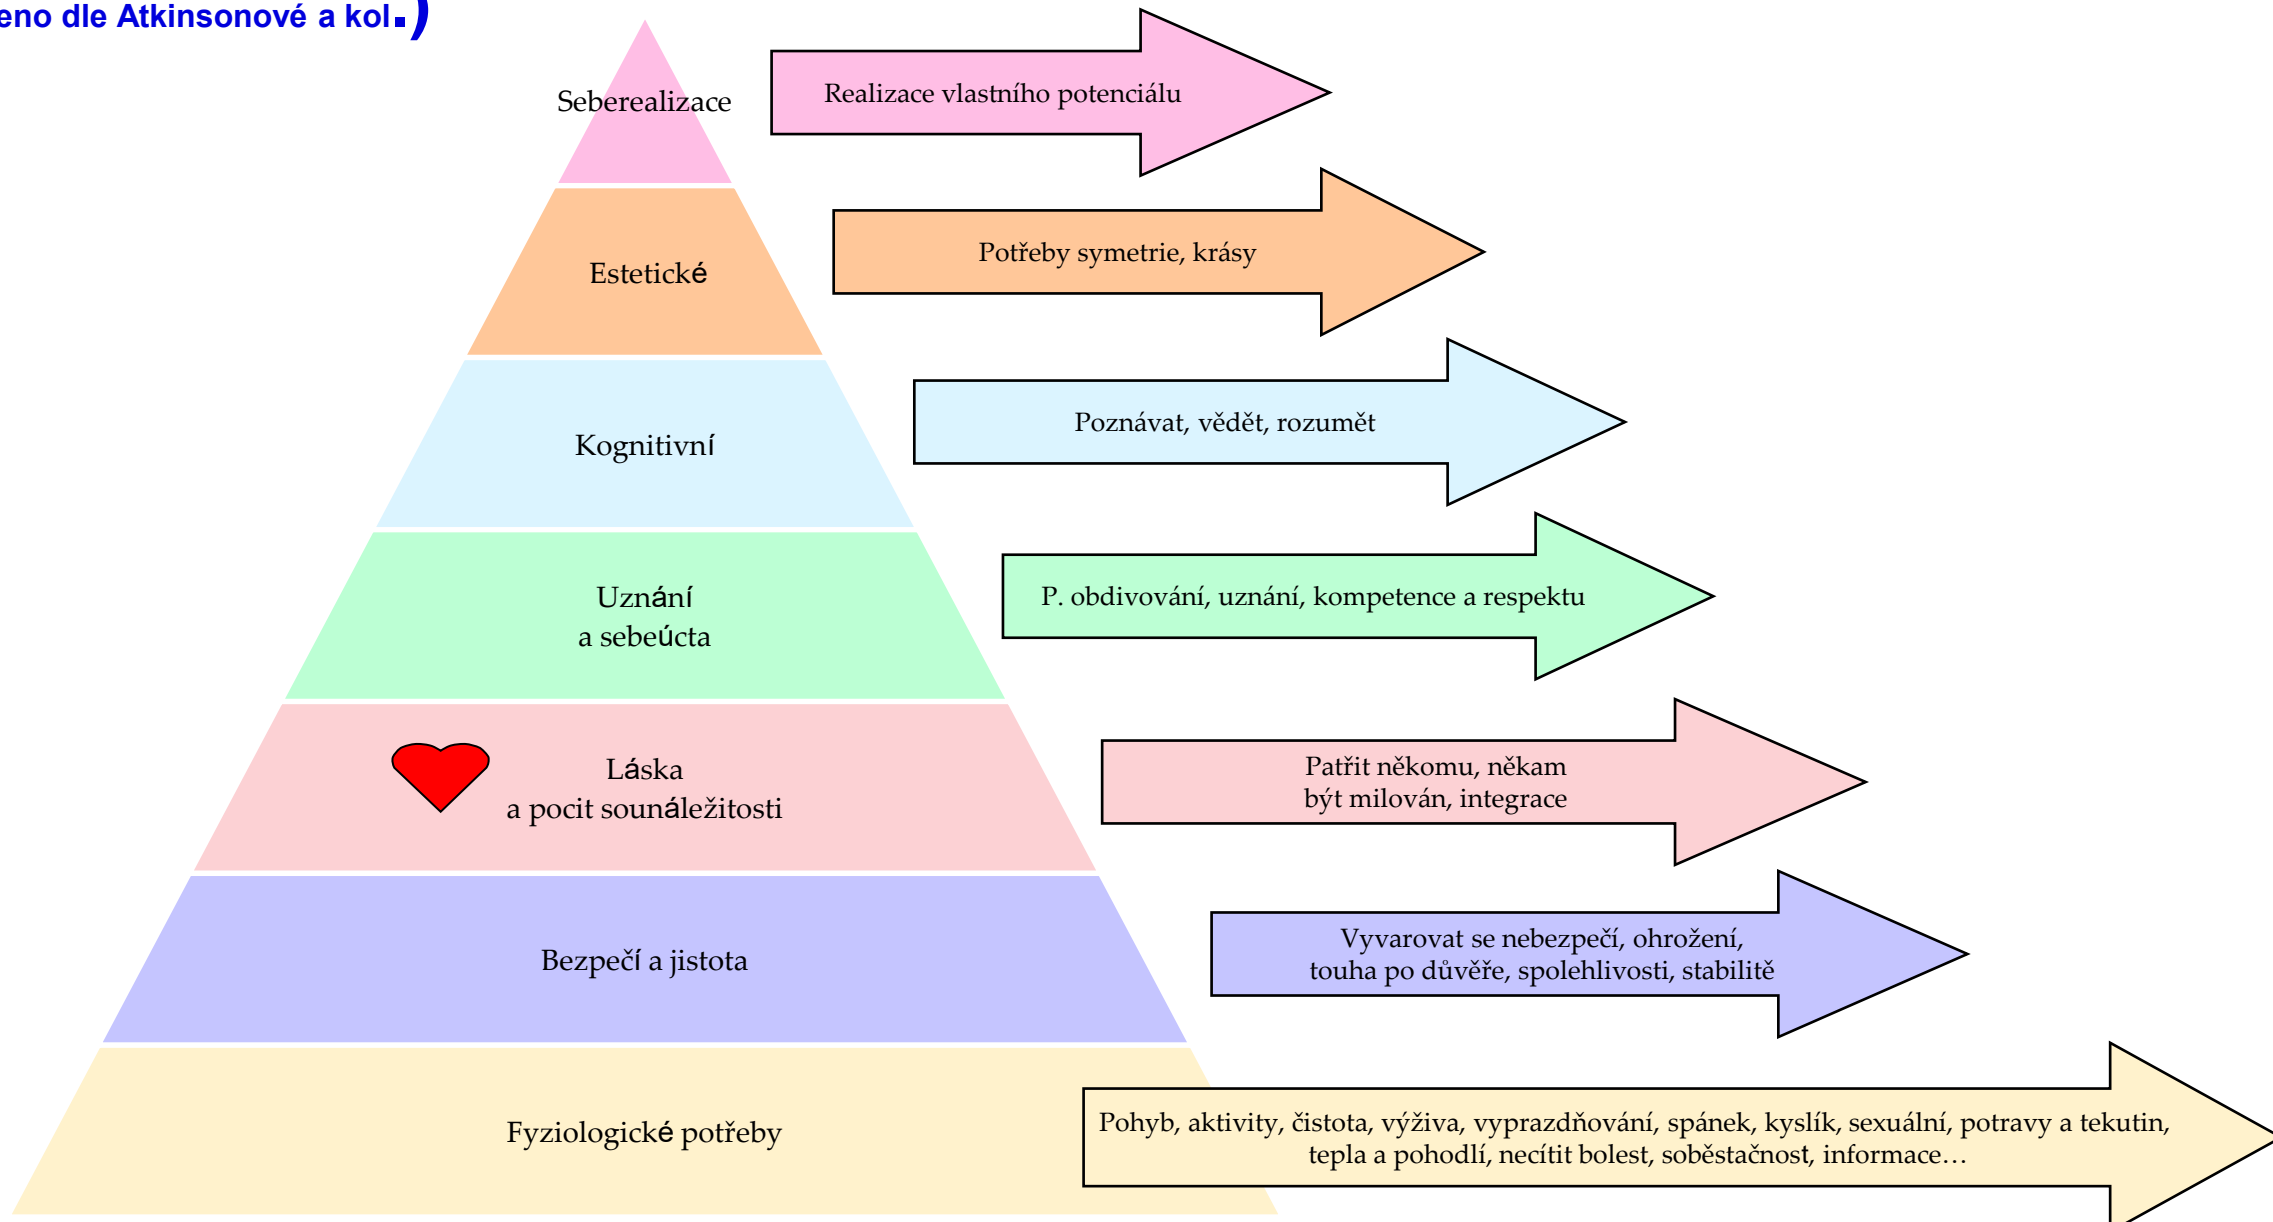 eno dle Atkinsonové a kol.)
Seberealizace
Realizace vlastního potenciálu
Estetické
Potřeby symetrie, krásy
Kognitivní
Poznávat, vědět, rozumět
Uznání
a sebeúcta
P. obdivování, uznání, kompetence a respektu
Láska
a pocit sounáležitosti
Patřit někomu, někam
být milován, integrace
Bezpečí a jistota
Vyvarovat se nebezpečí, ohrožení,
touha po důvěře, spolehlivosti, stabilitě
Fyziologické potřeby
Pohyb, aktivity, čistota, výživa, vyprazdňování, spánek, kyslík, sexuální, potravy a tekutin,
tepla a pohodlí, necítit bolest, soběstačnost, informace…